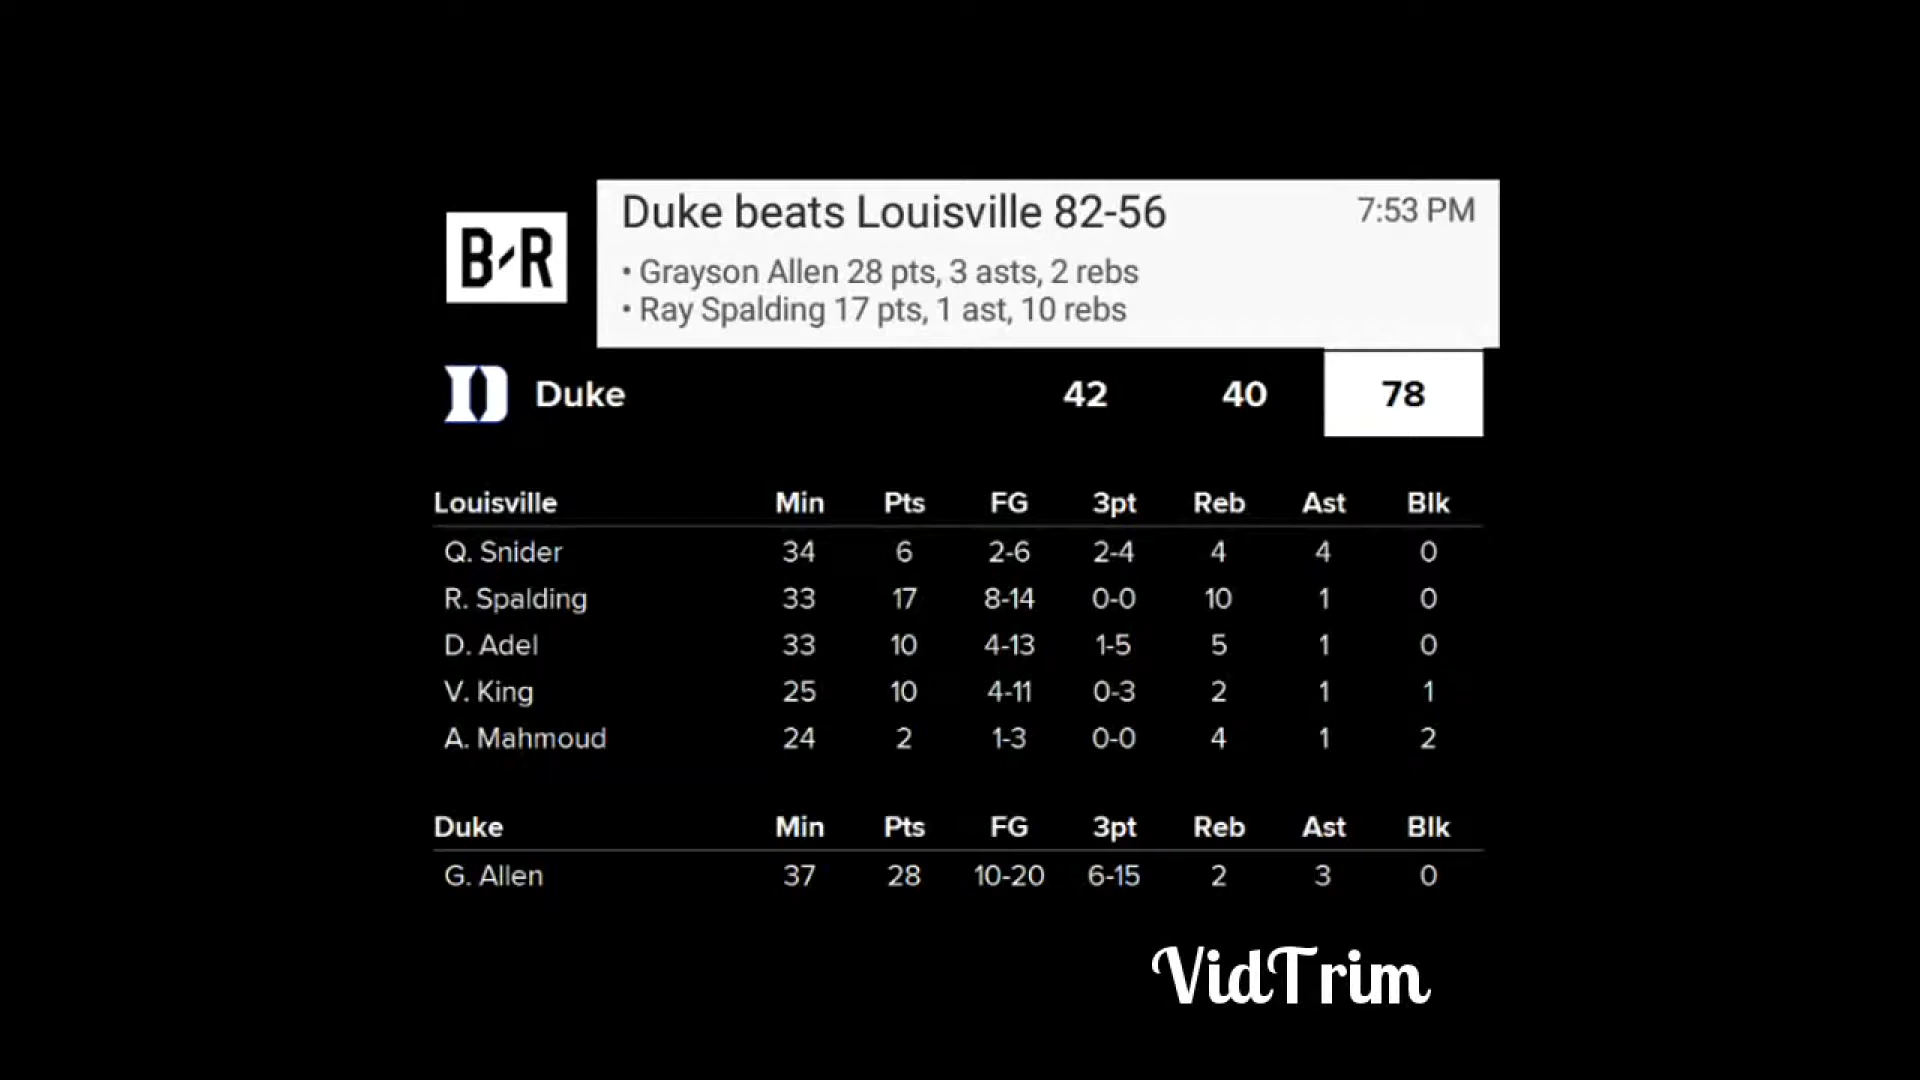 B/R
Duke beats Louisville 82-56 7:53 PM
• Grayson Allen 28 pts, 3 asts, 2 rebs
• Ray Spalding 17 pts, 1 ast, 10 rebs
D Duke 42 40 78
Louisville Min Pts FG 3pt Reb Ast Blk
Q. Snider 34 6 2-6 2-4 4 4 0
R. Spalding 33 17 8-14 0-0 10 1 0
D. Adel 33 10 4-13 1-5 5 1 0
V. King 25 10 4-11 0-3 2 1 1
A. Mahmoud 24 2 1-3 0-0 4 1 2
Duke Min Pts FG 3pt Reb Ast Blk
G. Allen 37 28 10-20 6-15 2 3 0
VidTrim